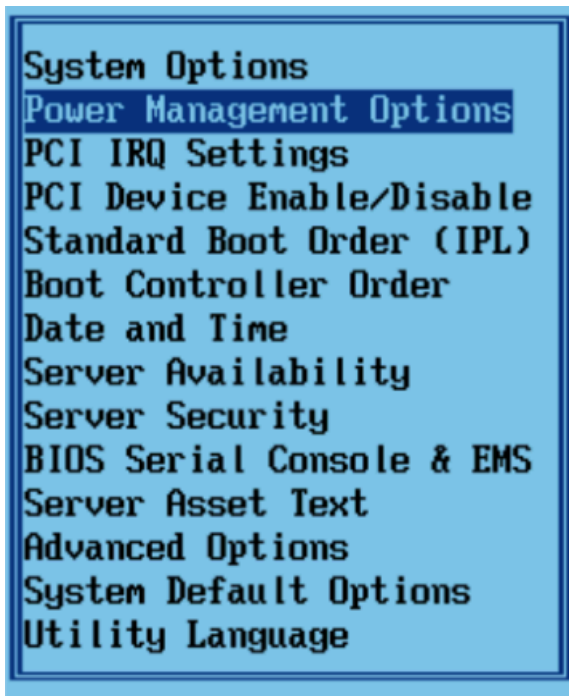 System Options
Power Management Options
PCI IRQ Settings
PCI Device Enable/Disable
Standard Boot Order (IPL)
Boot Controller Order
Date and Time
Server Availability
Server Security
BIOS Serial Console & EMS
Server Asset Text
Advanced Options
System Default Options
Utility Language